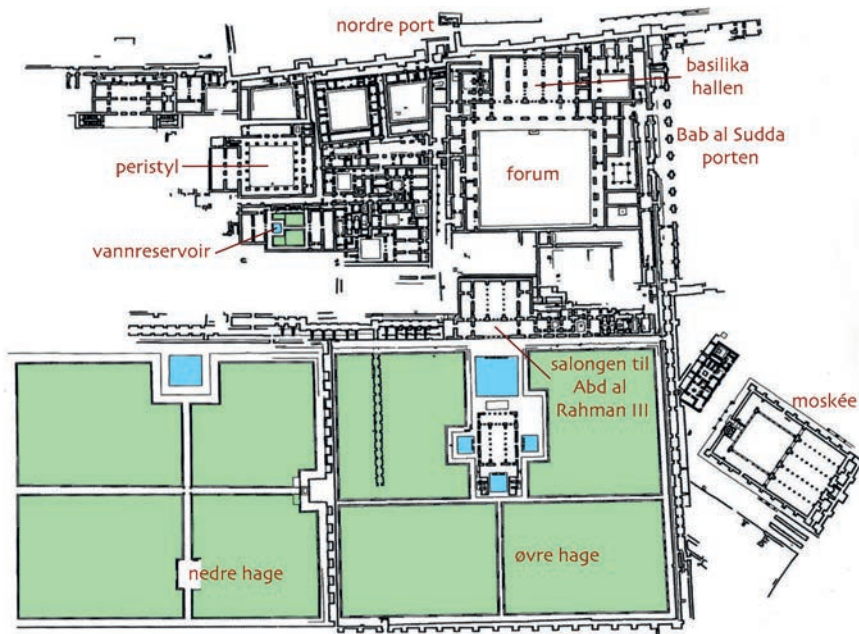 nordre port
basilika
hallen
Bab al Sudda
porten
peristyl
forum
vannreservoir
salongen til
Abd al
Rahman III
moskée
nedre hage
øvre hage